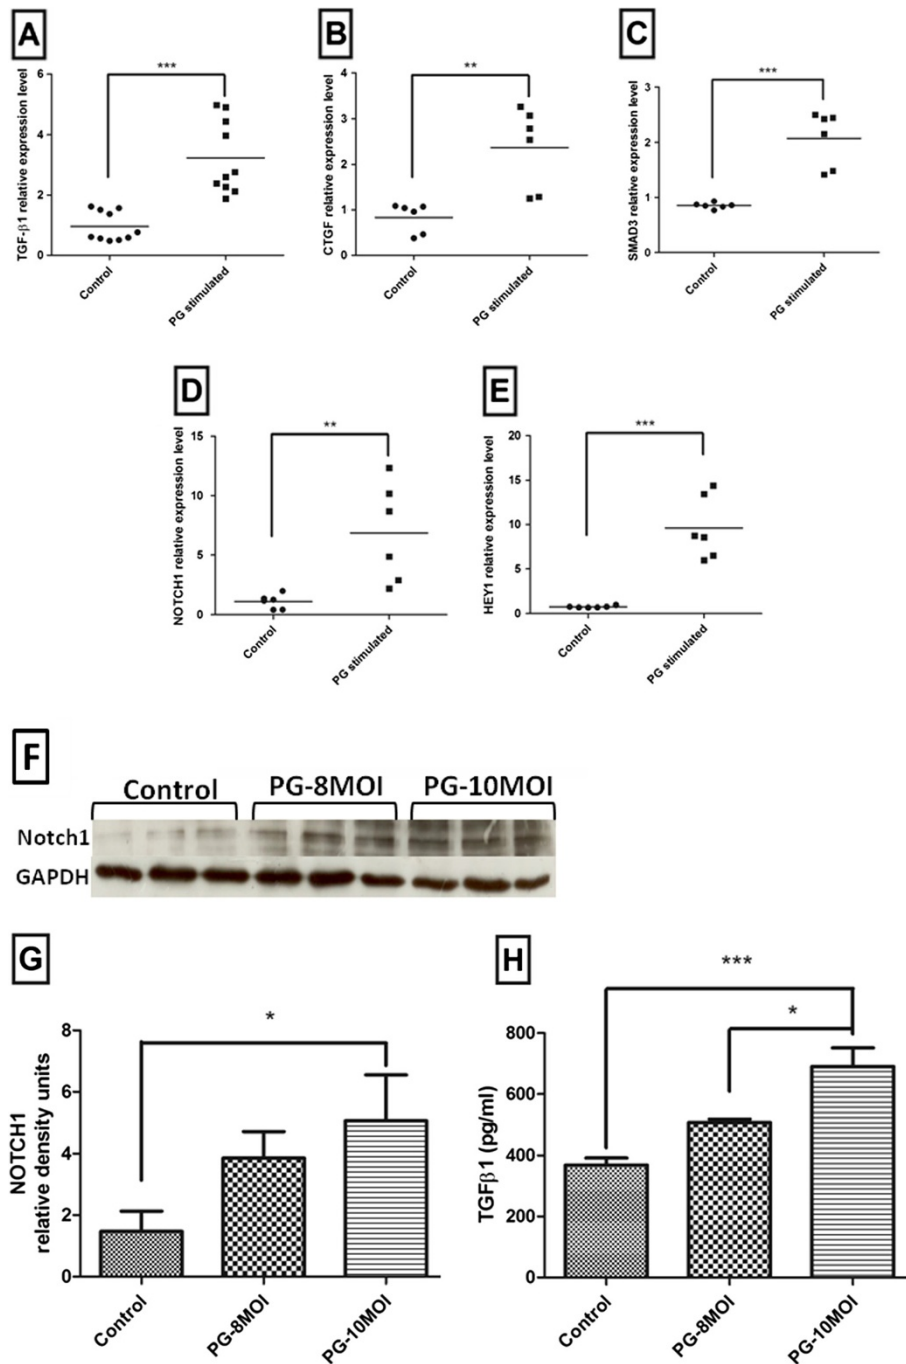 A
***
TGF-β1 relative expression level
6
4
2
0
Control
PG stimulated
B
**
CTGF relative expression level
4
3
2
1
0
Control
PG stimulated
C
***
SMAD3 relative expression level
3
2
1
0
Control
PG stimulated
D
**
NOTCH1 relative expression level
15
10
5
0
Control
PG stimulated
E
***
HEY1 relative expression level
20
15
10
5
0
Control
PG stimulated
F
Control PG-8MOI PG-10MOI
Notch1
GAPDH
G
*
NOTCH1
relative density units
8
6
4
2
0
Control
PG-8MOI
PG-10MOI
H
***
*
TGFβ1 (pg/ml)
800
600
400
200
0
Control
PG-8MOI
PG-10MOI